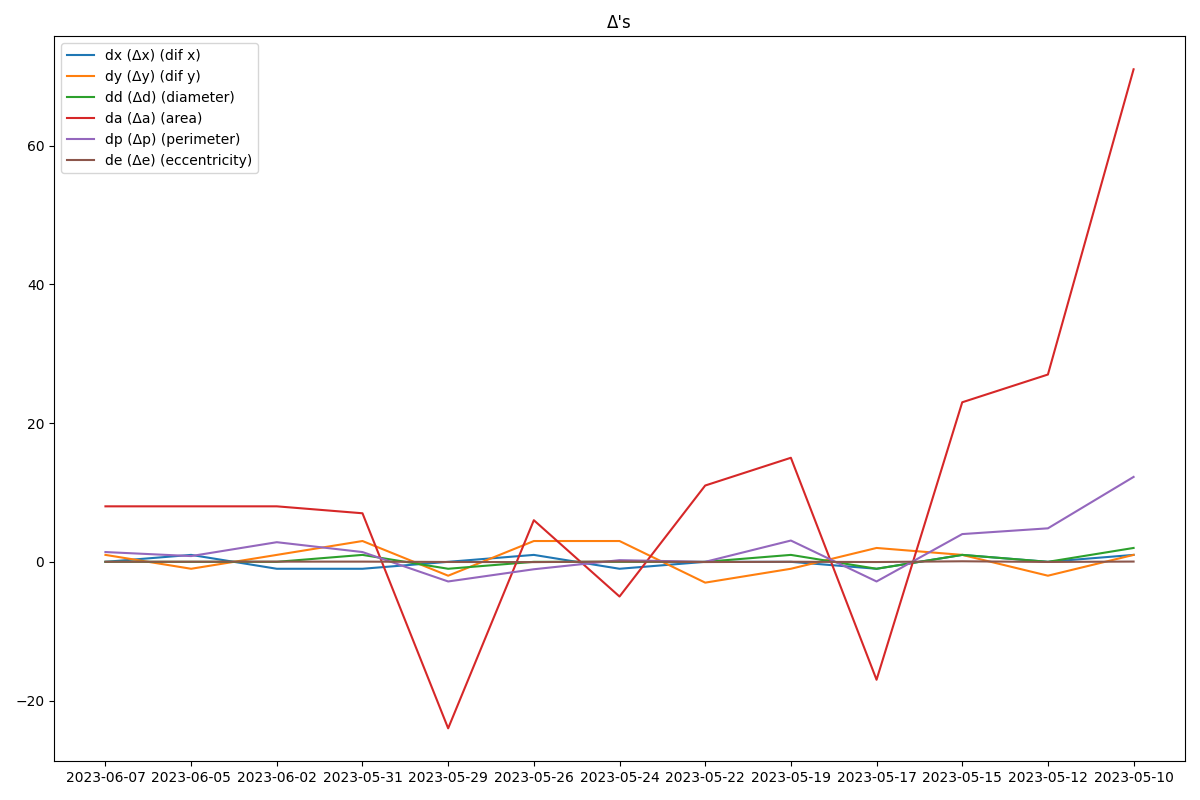 Δ's
dx (Δx) (dif x)
dy (Δy) (dif y)
dd (Δd) (diameter)
da (Δa) (area)
dp (Δp) (perimeter)
de (Δe) (eccentricity)
60
40
20
0
−20
2023-06-07 2023-06-05 2023-06-02 2023-05-31 2023-05-29 2023-05-26 2023-05-24 2023-05-22 2023-05-19 2023-05-17 2023-05-15 2023-05-12 2023-05-10